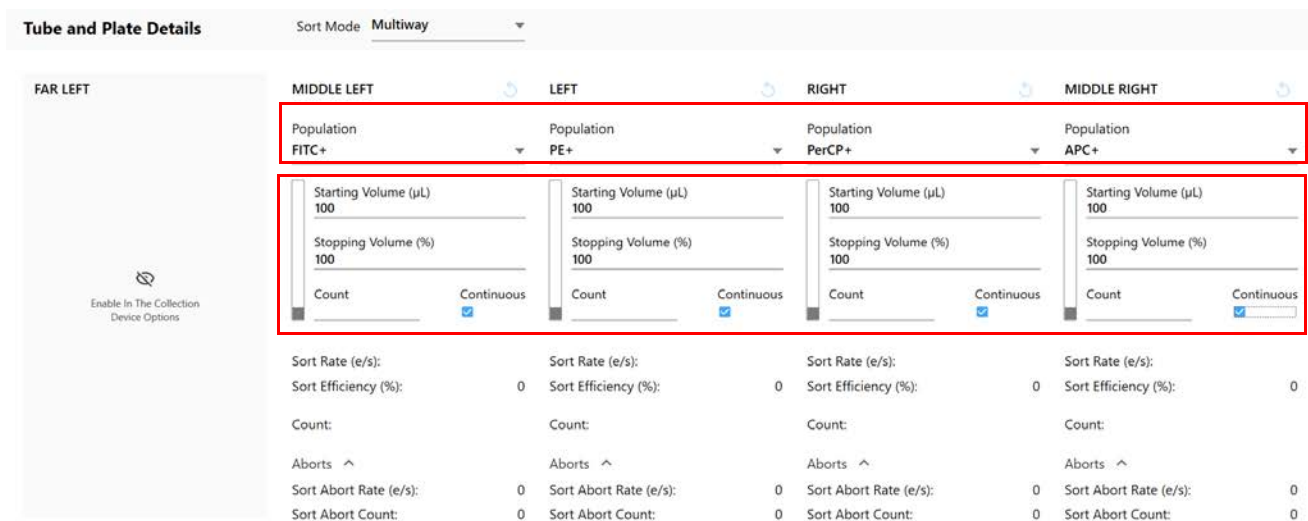 Tube and Plate Details Sort Mode Multiway
FAR LEFT MIDDLE LEFT LEFT RIGHT MIDDLE RIGHT
Population Population Population Population
FITC+ PE+ PerCP+ APC+
Starting Volume (µL) Starting Volume (µL) Starting Volume (µL) Starting Volume (µL)
100 100 100 100
Stopping Volume (%) Stopping Volume (%) Stopping Volume (%) Stopping Volume (%)
100 100 100 100
Enable In The Collection
Device Options
Count Continuous Count Continuous Count Continuous Count Continuous
Sort Rate (e/s): Sort Rate (e/s): Sort Rate (e/s): Sort Rate (e/s):
Sort Efficiency (%): 0 Sort Efficiency (%): 0 Sort Efficiency (%): 0 Sort Efficiency (%): 0
Count: Count: Count: Count:
Aborts Aborts Aborts Aborts
Sort Abort Rate (e/s): 0 Sort Abort Rate (e/s): 0 Sort Abort Rate (e/s): 0 Sort Abort Rate (e/s): 0
Sort Abort Count: 0 Sort Abort Count: 0 Sort Abort Count: 0 Sort Abort Count: 0